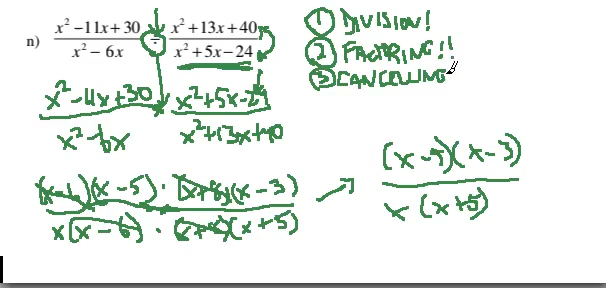 n) x² – 11x + 30 / x² – 6x ÷ x² + 13x + 40 / x² + 5x – 24
① DIVISION!
② FACTORING!!
③ CANCELLING
x² - 11x + 30 / x² - 6x × x² + 5x - 24 / x² + 13x + 40
(x - 6)(x - 5) · (x + 8)(x - 3) / x(x - 6) · (x + 8)(x + 5) → (x - 5)(x - 3) / x (x + 5)